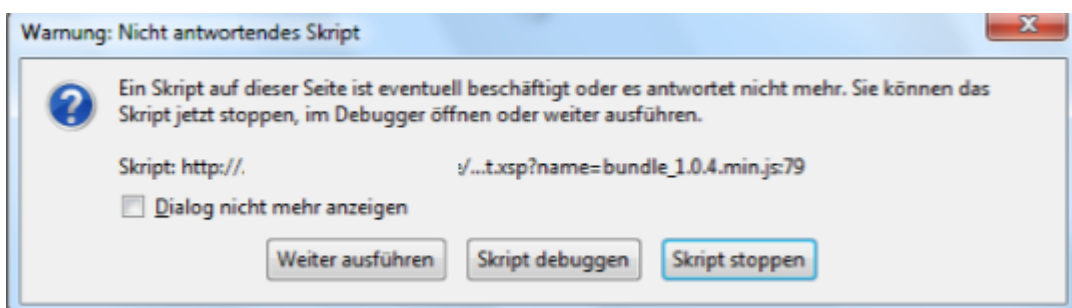 Warnung: Nicht antwortendes Skript
Ein Skript auf dieser Seite ist eventuell beschäftigt oder es antwortet nicht mehr. Sie können das
Skript jetzt stoppen, im Debugger öffnen oder weiter ausführen.
Skript: http://. /...t.xsp?name=bundle_1.0.4.min.js:79
Dialog nicht mehr anzeigen
Weiter ausführen Skript debuggen Skript stoppen